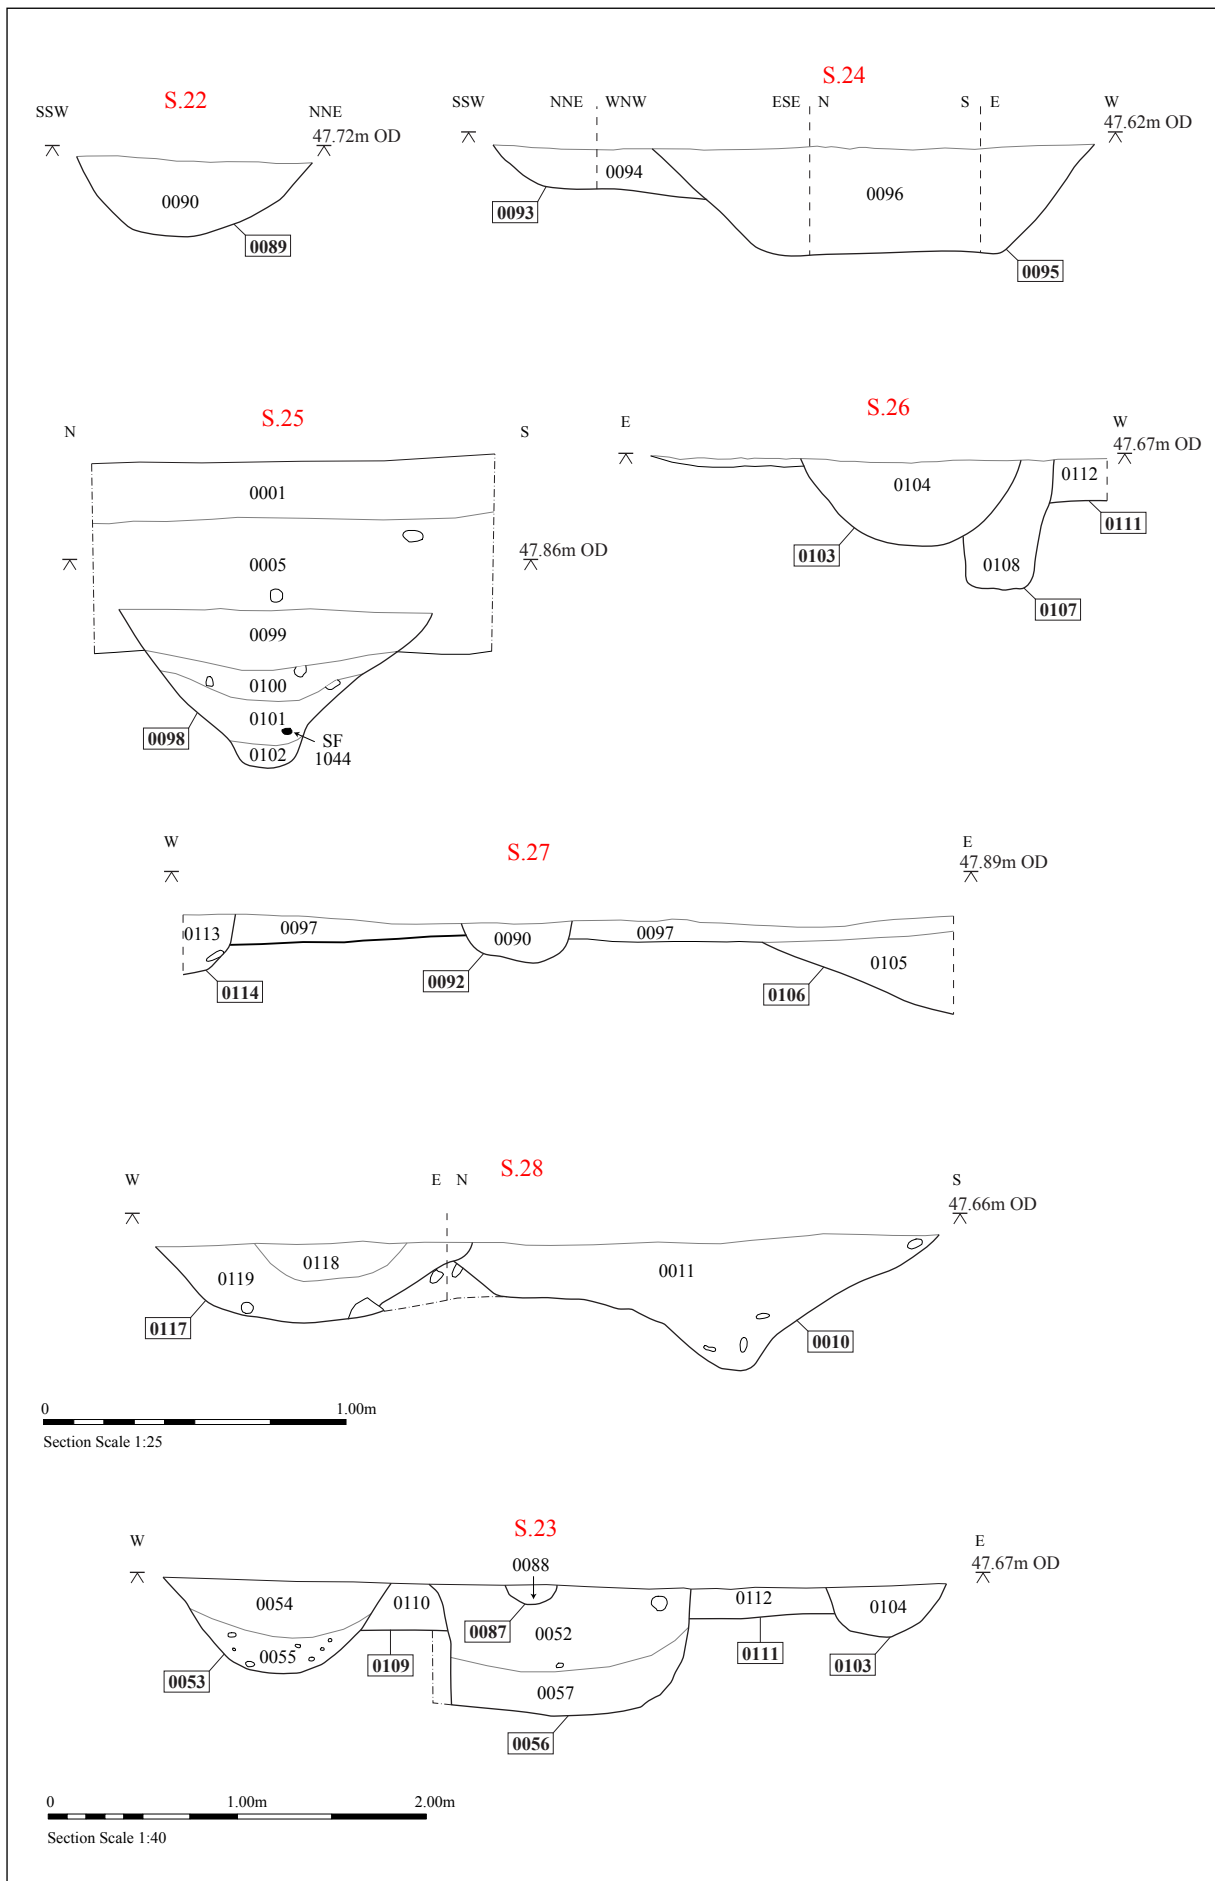 S.22
SSW
NNE
47.72m OD
0090
0089
S.24
SSW
NNE
WNW
ESE
N
S
E
W
47.62m OD
0094
0096
0093
0095
S.25
N
S
0001
47.86m OD
0005
0099
0100
0101
0098
SF
1044
0102
S.26
E
W
47.67m OD
0112
0104
0111
0103
0108
0107
S.27
W
E
47.89m OD
0113
0097
0090
0097
0105
0092
0114
0106
S.28
W
E
N
S
47.66m OD
0118
0119
0011
0117
0010
0
1.00m
Section Scale 1:25
S.23
W
E
47.67m OD
0088
0054
0110
0112
0104
0087
0052
0055
0111
0053
0109
0103
0057
0056
0
1.00m
2.00m
Section Scale 1:40